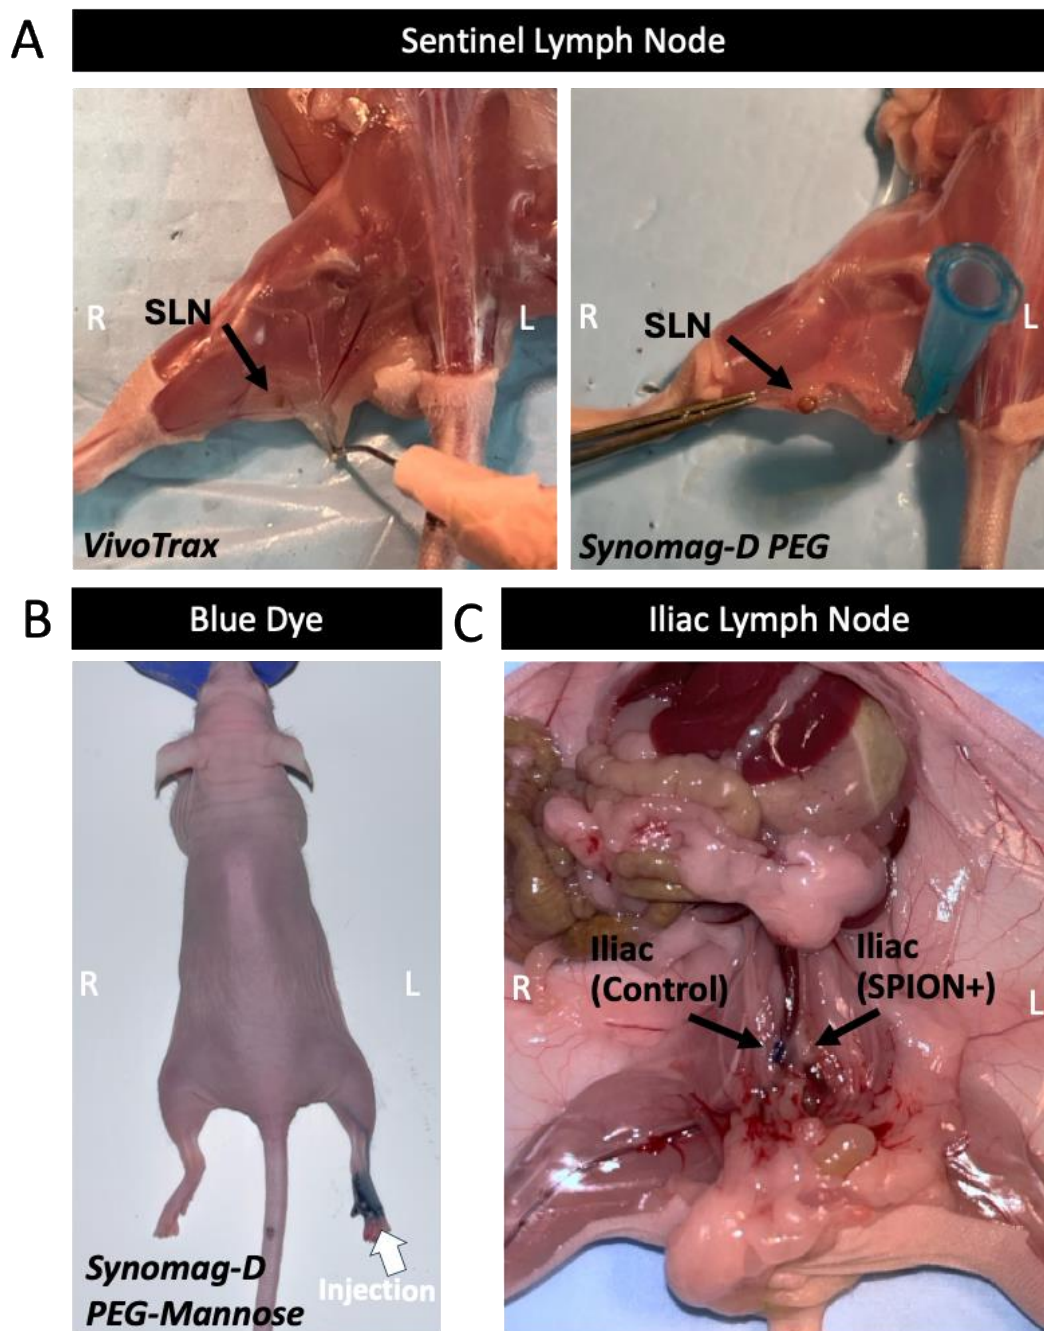 A
Sentinel Lymph Node
R
SLN
L
VivoTrax
R
SLN
L
Synomag-D PEG
B
Blue Dye
R
L
Synomag-D
PEG-Mannose
Injection
C
Iliac Lymph Node
Iliac
(Control)
Iliac
(SPION+)
R
L